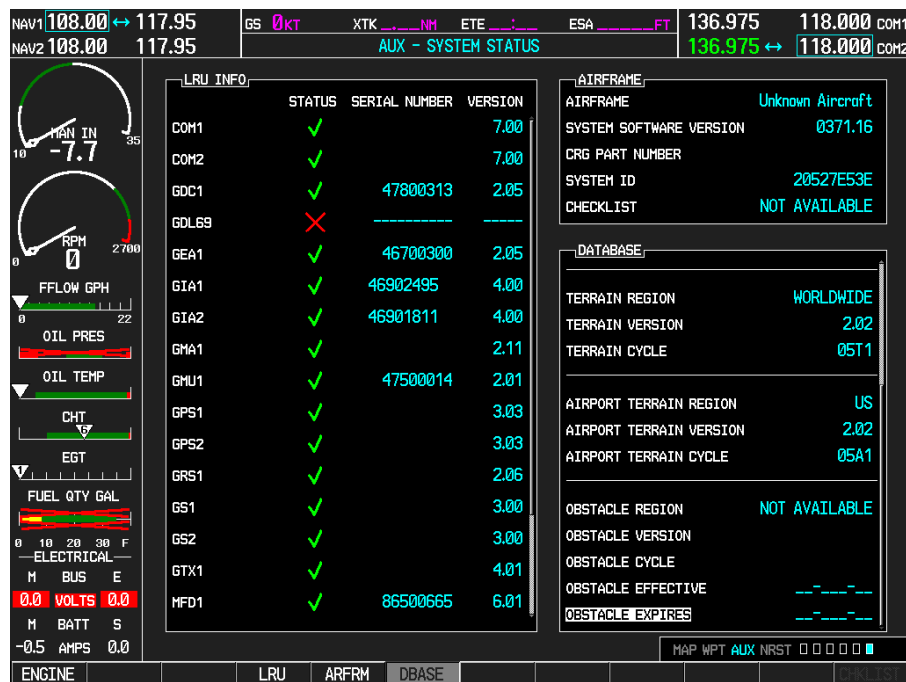 NAV1 108.00 ↔ 117.95 GS 0KT XTK _.__NM ETE __:__ ESA ______FT 136.975 118.000 COM1
NAV2 108.00 117.95 AUX - SYSTEM STATUS 136.975 ↔ 118.000 COM2
MAN IN
10 -7.7 35
RPM
0 0 2700
FFLOW GPH
0 22
OIL PRES
OIL TEMP
CHT
6
EGT
1
FUEL QTY GAL
0 10 20 30 F
ELECTRICAL
M BUS E
0.0 VOLTS 0.0
M BATT S
-0.5 AMPS 0.0
LRU INFO
STATUS SERIAL NUMBER VERSION
COM1 ✓ 7.00
COM2 ✓ 7.00
GDC1 ✓ 47800313 2.05
GDL69 ✗ ---------- -----
GEA1 ✓ 46700300 2.05
GIA1 ✓ 46902495 4.00
GIA2 ✓ 46901811 4.00
GMA1 ✓ 2.11
GMU1 ✓ 47500014 2.01
GPS1 ✓ 3.03
GPS2 ✓ 3.03
GRS1 ✓ 2.06
GS1 ✓ 3.00
GS2 ✓ 3.00
GTX1 ✓ 4.01
MFD1 ✓ 86500665 6.01
AIRFRAME
AIRFRAME Unknown Aircraft
SYSTEM SOFTWARE VERSION 0371.16
CRG PART NUMBER
SYSTEM ID 20527E53E
CHECKLIST NOT AVAILABLE
DATABASE
TERRAIN REGION WORLDWIDE
TERRAIN VERSION 2.02
TERRAIN CYCLE 05T1
AIRPORT TERRAIN REGION US
AIRPORT TERRAIN VERSION 2.02
AIRPORT TERRAIN CYCLE 05A1
OBSTACLE REGION NOT AVAILABLE
OBSTACLE VERSION
OBSTACLE CYCLE
OBSTACLE EFFECTIVE __-___-__
OBSTACLE EXPIRES __-___-__
MAP WPT AUX NRST
ENGINE LRU ARFRM DBASE CHKLIST